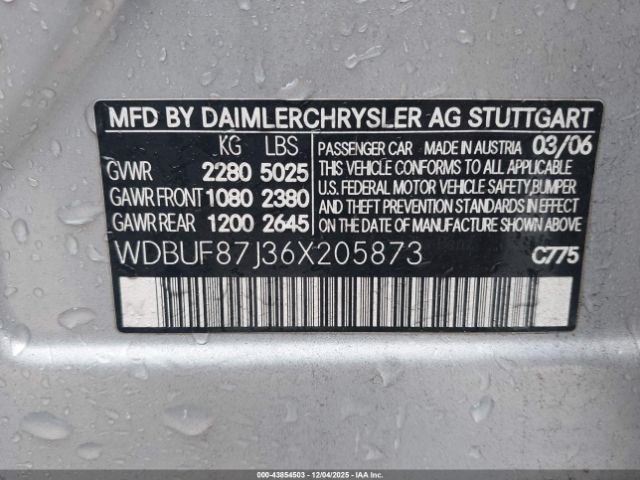 MFD BY DAIMLERCHRYSLER AG STUTTGART
KG LBS
GVWR 2280 5025
GAWR FRONT 1080 2380
GAWR REAR 1200 2645
PASSENGER CAR MADE IN AUSTRIA 03/06
THIS VEHICLE CONFORMS TO ALL APPLICABLE
U.S. FEDERAL MOTOR VEHICLE SAFETY, BUMPER
AND THEFT PREVENTION STANDARDS IN EFFECT ON
THE DATE OF MANUFACTURE SHOWN ABOVE
WDBUF87J36X205873 C775
000-43854503 - 12/04/2025 - IAAI.COM